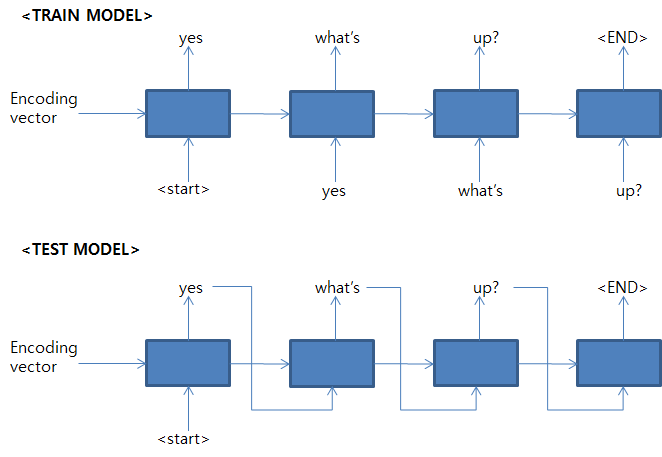 <TRAIN MODEL>
yes what's up? <END>
Encoding
vector
<start> yes what's up?
<TEST MODEL>
yes what's up? <END>
Encoding
vector
<start>